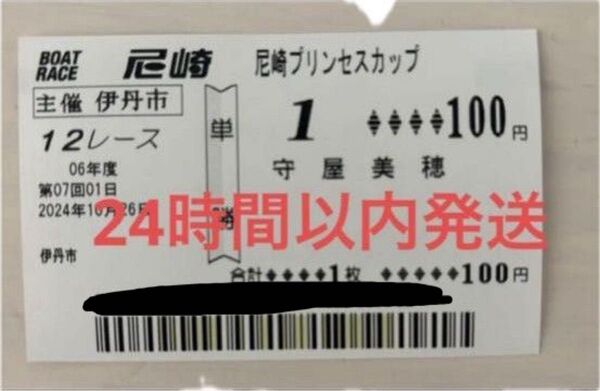 BOAT RACE 尼崎 尼崎プリンセスカップ
主催 伊丹市
単勝
1 ♦♦♦♦100円
12レース
守屋美穂
06年度
第07回01日
2024年10月26日
24時間以内発送
伊丹市
合計♦♦♦♦1枚 ♦♦♦♦♦100円